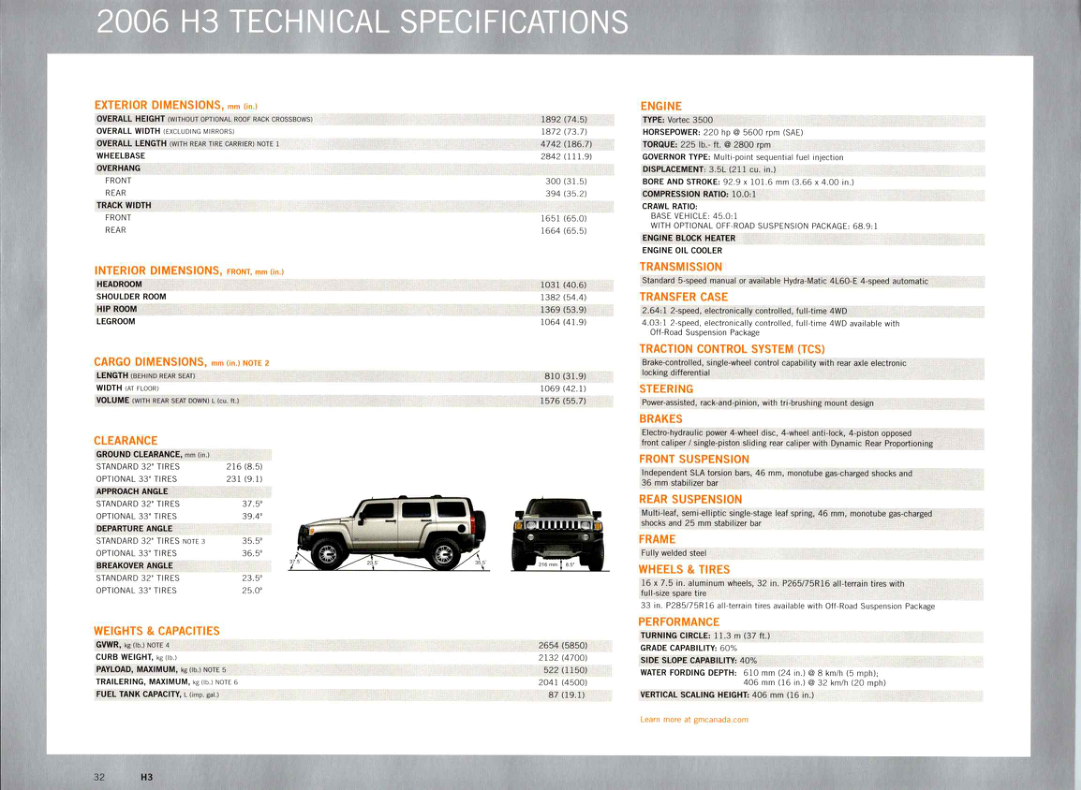 2006 H3 TECHNICAL SPECIFICATIONS
EXTERIOR DIMENSIONS, mm (in.)
OVERALL HEIGHT (WITHOUT OPTIONAL ROOF RACK CROSSBOWS) 1892 (74.5)
OVERALL WIDTH (EXCLUDING MIRRORS) 1872 (73.7)
OVERALL LENGTH (WITH REAR TIRE CARRIER) NOTE 1 4742 (186.7)
WHEELBASE 2842 (111.9)
OVERHANG
FRONT 300 (31.5)
REAR 394 (35.2)
TRACK WIDTH
FRONT 1651 (65.0)
REAR 1664 (65.5)
INTERIOR DIMENSIONS, FRONT, mm (in.)
HEADROOM 1031 (40.6)
SHOULDER ROOM 1382 (54.4)
HIP ROOM 1369 (53.9)
LEGROOM 1064 (41.9)
CARGO DIMENSIONS, mm (in.) NOTE 2
LENGTH (BEHIND REAR SEAT) 810 (31.9)
WIDTH (AT FLOOR) 1069 (42.1)
VOLUME (WITH REAR SEAT DOWN) L (cu. ft.) 1576 (55.7)
CLEARANCE
GROUND CLEARANCE, mm (in.)
STANDARD 32" TIRES 216 (8.5)
OPTIONAL 33" TIRES 231 (9.1)
APPROACH ANGLE
STANDARD 32" TIRES 37.5º
OPTIONAL 33" TIRES 39.4º
DEPARTURE ANGLE
STANDARD 32" TIRES NOTE 3 35.5º
OPTIONAL 33" TIRES 36.5º
BREAKOVER ANGLE
STANDARD 32" TIRES 23.5º
OPTIONAL 33" TIRES 25.0º
WEIGHTS & CAPACITIES
GVWR, kg (lb.) NOTE 4 2654 (5850)
CURB WEIGHT, kg (lb.) 2132 (4700)
PAYLOAD, MAXIMUM, kg (lb.) NOTE 5 522 (1150)
TRAILERING, MAXIMUM, kg (lb.) NOTE 6 2041 (4500)
FUEL TANK CAPACITY, L (imp. gal.) 87 (19.1)
ENGINE
TYPE: Vortec 3500
HORSEPOWER: 220 hp @ 5600 rpm (SAE)
TORQUE: 225 lb.- ft. @ 2800 rpm
GOVERNOR TYPE: Multi-point sequential fuel injection
DISPLACEMENT: 3.5L (211 cu. in.)
BORE AND STROKE: 92.9 x 101.6 mm (3.66 x 4.00 in.)
COMPRESSION RATIO: 10.0:1
CRAWL RATIO:
BASE VEHICLE: 45.0:1
WITH OPTIONAL OFF-ROAD SUSPENSION PACKAGE: 68.9:1
ENGINE BLOCK HEATER
ENGINE OIL COOLER
TRANSMISSION
Standard 5-speed manual or available Hydra-Matic 4L60-E 4-speed automatic
TRANSFER CASE
2.64:1 2-speed, electronically controlled, full-time 4WD
4.03:1 2-speed, electronically controlled, full-time 4WD available with
Off-Road Suspension Package
TRACTION CONTROL SYSTEM (TCS)
Brake-controlled, single-wheel control capability with rear axle electronic
locking differential
STEERING
Power-assisted, rack-and-pinion, with tri-brushing mount design
BRAKES
Electro-hydraulic power 4-wheel disc, 4-wheel anti-lock, 4-piston opposed
front caliper / single-piston sliding rear caliper with Dynamic Rear Proportioning
FRONT SUSPENSION
Independent SLA torsion bars, 46 mm, monotube gas-charged shocks and
36 mm stabilizer bar
REAR SUSPENSION
Multi-leaf, semi-elliptic single-stage leaf spring, 46 mm, monotube gas-charged
shocks and 25 mm stabilizer bar
FRAME
Fully welded steel
WHEELS & TIRES
16 x 7.5 in. aluminum wheels, 32 in. P265/75R16 all-terrain tires with
full-size spare tire
33 in. P285/75R16 all-terrain tires available with Off-Road Suspension Package
PERFORMANCE
TURNING CIRCLE: 11.3 m (37 ft.)
GRADE CAPABILITY: 60%
SIDE SLOPE CAPABILITY: 40%
WATER FORDING DEPTH: 610 mm (24 in.) @ 8 km/h (5 mph);
406 mm (16 in.) @ 32 km/h (20 mph)
VERTICAL SCALING HEIGHT: 406 mm (16 in.)
Learn more at gmcanada.com
32 H3